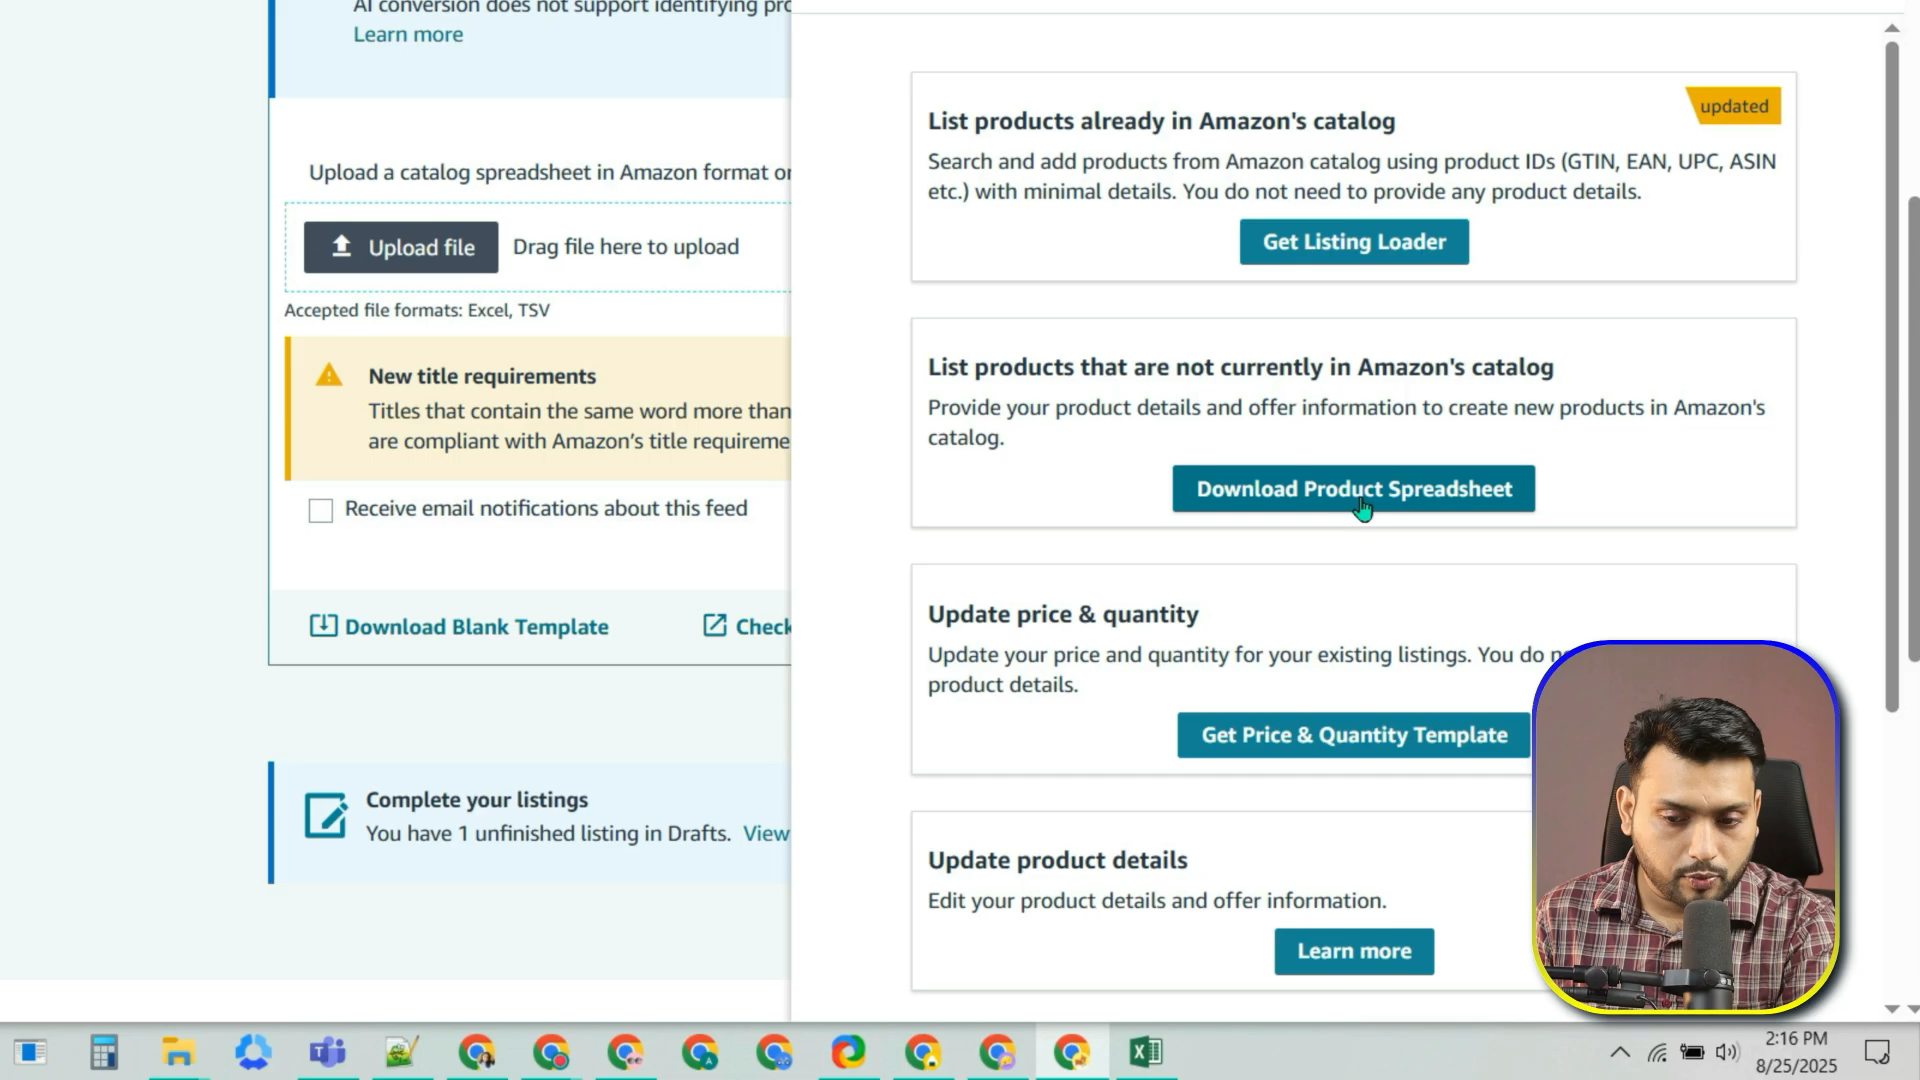 AI conversion does not support identifying pro
Learn more
Upload a catalog spreadsheet in Amazon format or
Upload file
Drag file here to upload
Accepted file formats: Excel, TSV
New title requirements
Titles that contain the same word more than
are compliant with Amazon's title requireme
Receive email notifications about this feed
Download Blank Template
Check
Complete your listings
You have 1 unfinished listing in Drafts. View
updated
List products already in Amazon's catalog
Search and add products from Amazon catalog using product IDs (GTIN, EAN, UPC, ASIN
etc.) with minimal details. You do not need to provide any product details.
Get Listing Loader
List products that are not currently in Amazon's catalog
Provide your product details and offer information to create new products in Amazon's
catalog.
Download Product Spreadsheet
Update price & quantity
Update your price and quantity for your existing listings. You do
product details.
Get Price & Quantity Template
Update product details
Edit your product details and offer information.
Learn more
2:16 PM
8/25/2025